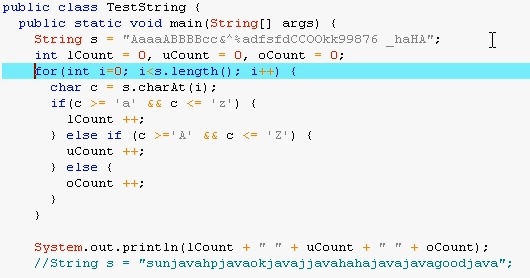 public class TestString {
public static void main(String[] args) {
String s = "AaaaABBBBcc&^%adfsfdCCOOkk99876 _haHA";
int lCount = 0, uCount = 0, oCount = 0;
for(int i=0; i<s.length(); i++) {
char c = s.charAt(i);
if(c >= 'a' && c <= 'z') {
lCount ++;
} else if (c >='A' && c <= 'Z') {
uCount ++;
} else {
oCount ++;
}
}
System.out.println(lCount + " " + uCount + " " + oCount);
//String s = "sunjavahpjavaokjavajjavahahajavajavagoodjava";